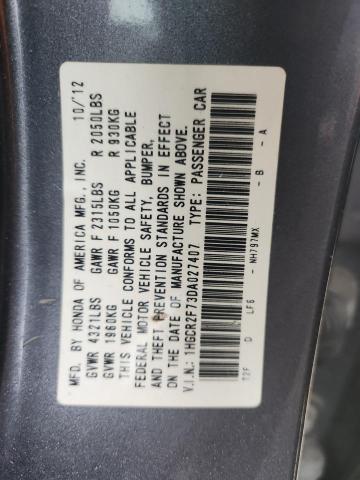 MFD. BY HONDA OF AMERICA MFG., INC. 10/12
GVWR 4321LBS GAWR F 2315LBS R 2050LBS
GVWR 1960KG GAWR F 1050KG R 930KG
THIS VEHICLE CONFORMS TO ALL APPLICABLE
FEDERAL MOTOR VEHICLE SAFETY, BUMPER,
AND THEFT PREVENTION STANDARDS IN EFFECT
ON THE DATE OF MANUFACTURE SHOWN ABOVE.
V.I.N.: 1HGCR2F73DA027407 TYPE: PASSENGER CAR
T2F D LF6 - NH797MX - B - A